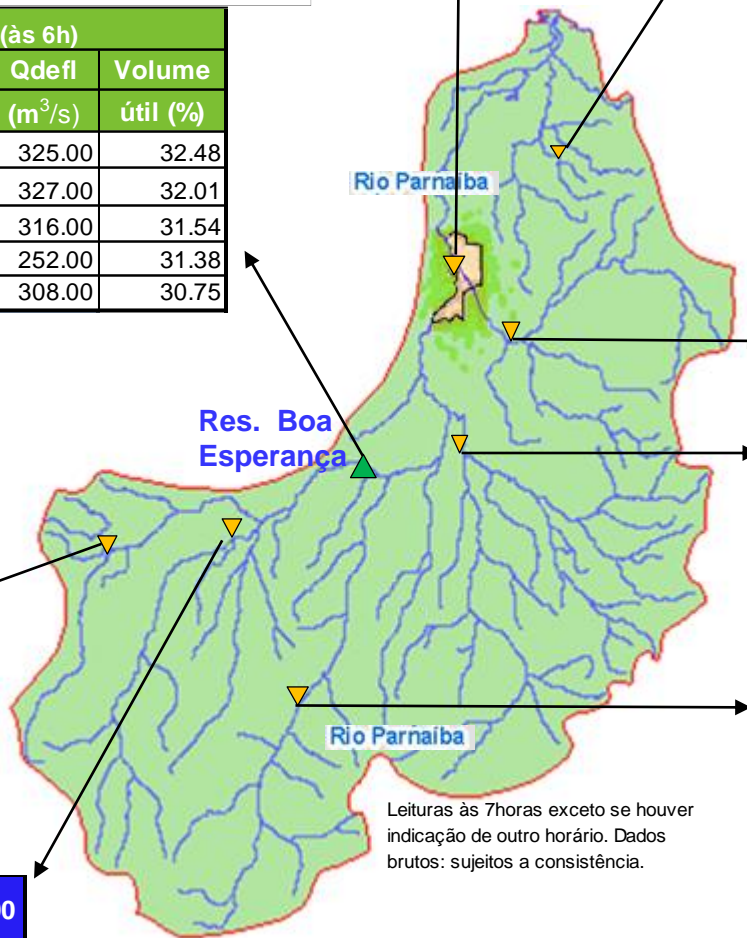 (às 6h)
Qdefl Volume
(m³/s) útil (%)
325.00 32.48
327.00 32.01
316.00 31.54
252.00 31.38
308.00 30.75
Rio Parnaíba
Res. Boa
Esperança
Rio Parnaíba
Leituras às 7horas exceto se houver
indicação de outro horário. Dados
brutos: sujeitos a consistência.